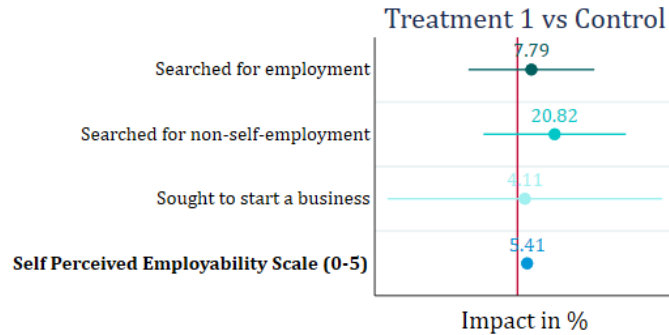 Treatment 1 vs Control
7.79
Searched for employment
20.82
Searched for non-self-employment
4.11
Sought to start a business
5.41
Self Perceived Employability Scale (0-5)
Impact in %